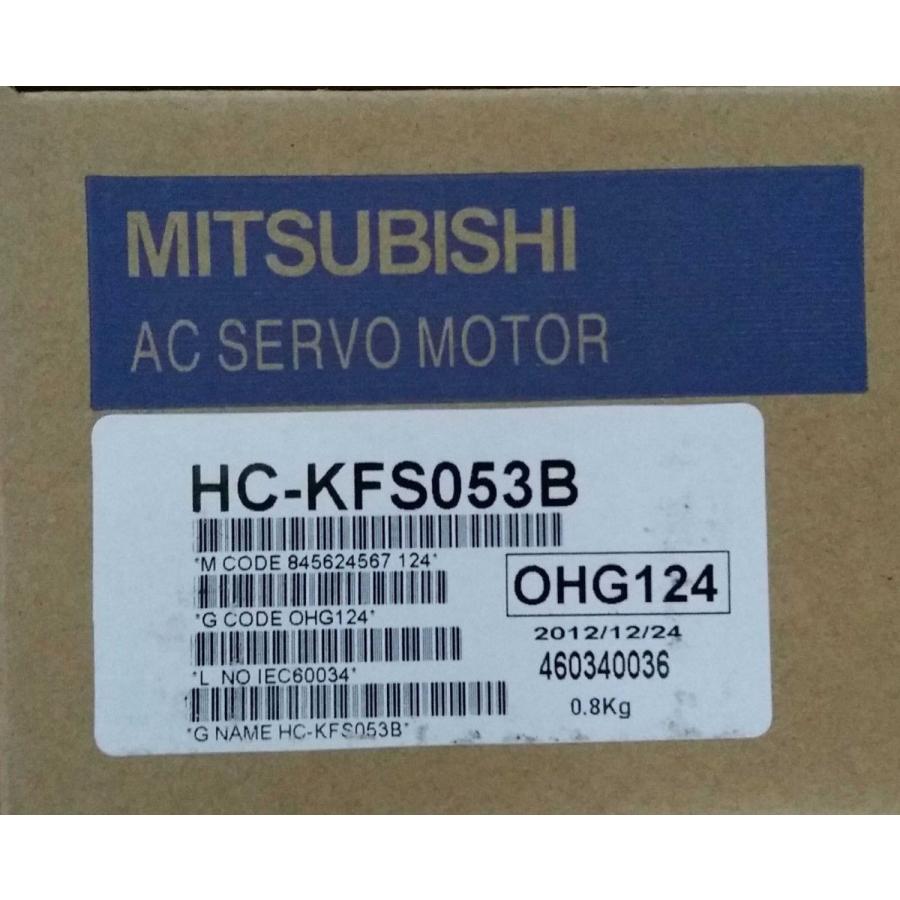 MITSUBISHI
AC SERVO MOTOR
HC-KFS053B
*M CODE 845624567 124*
OHG124
*G CODE OHG124*
2012/12/24
460340036
*L NO IEC60034*
0.8Kg
*G NAME HC-KFS053B*